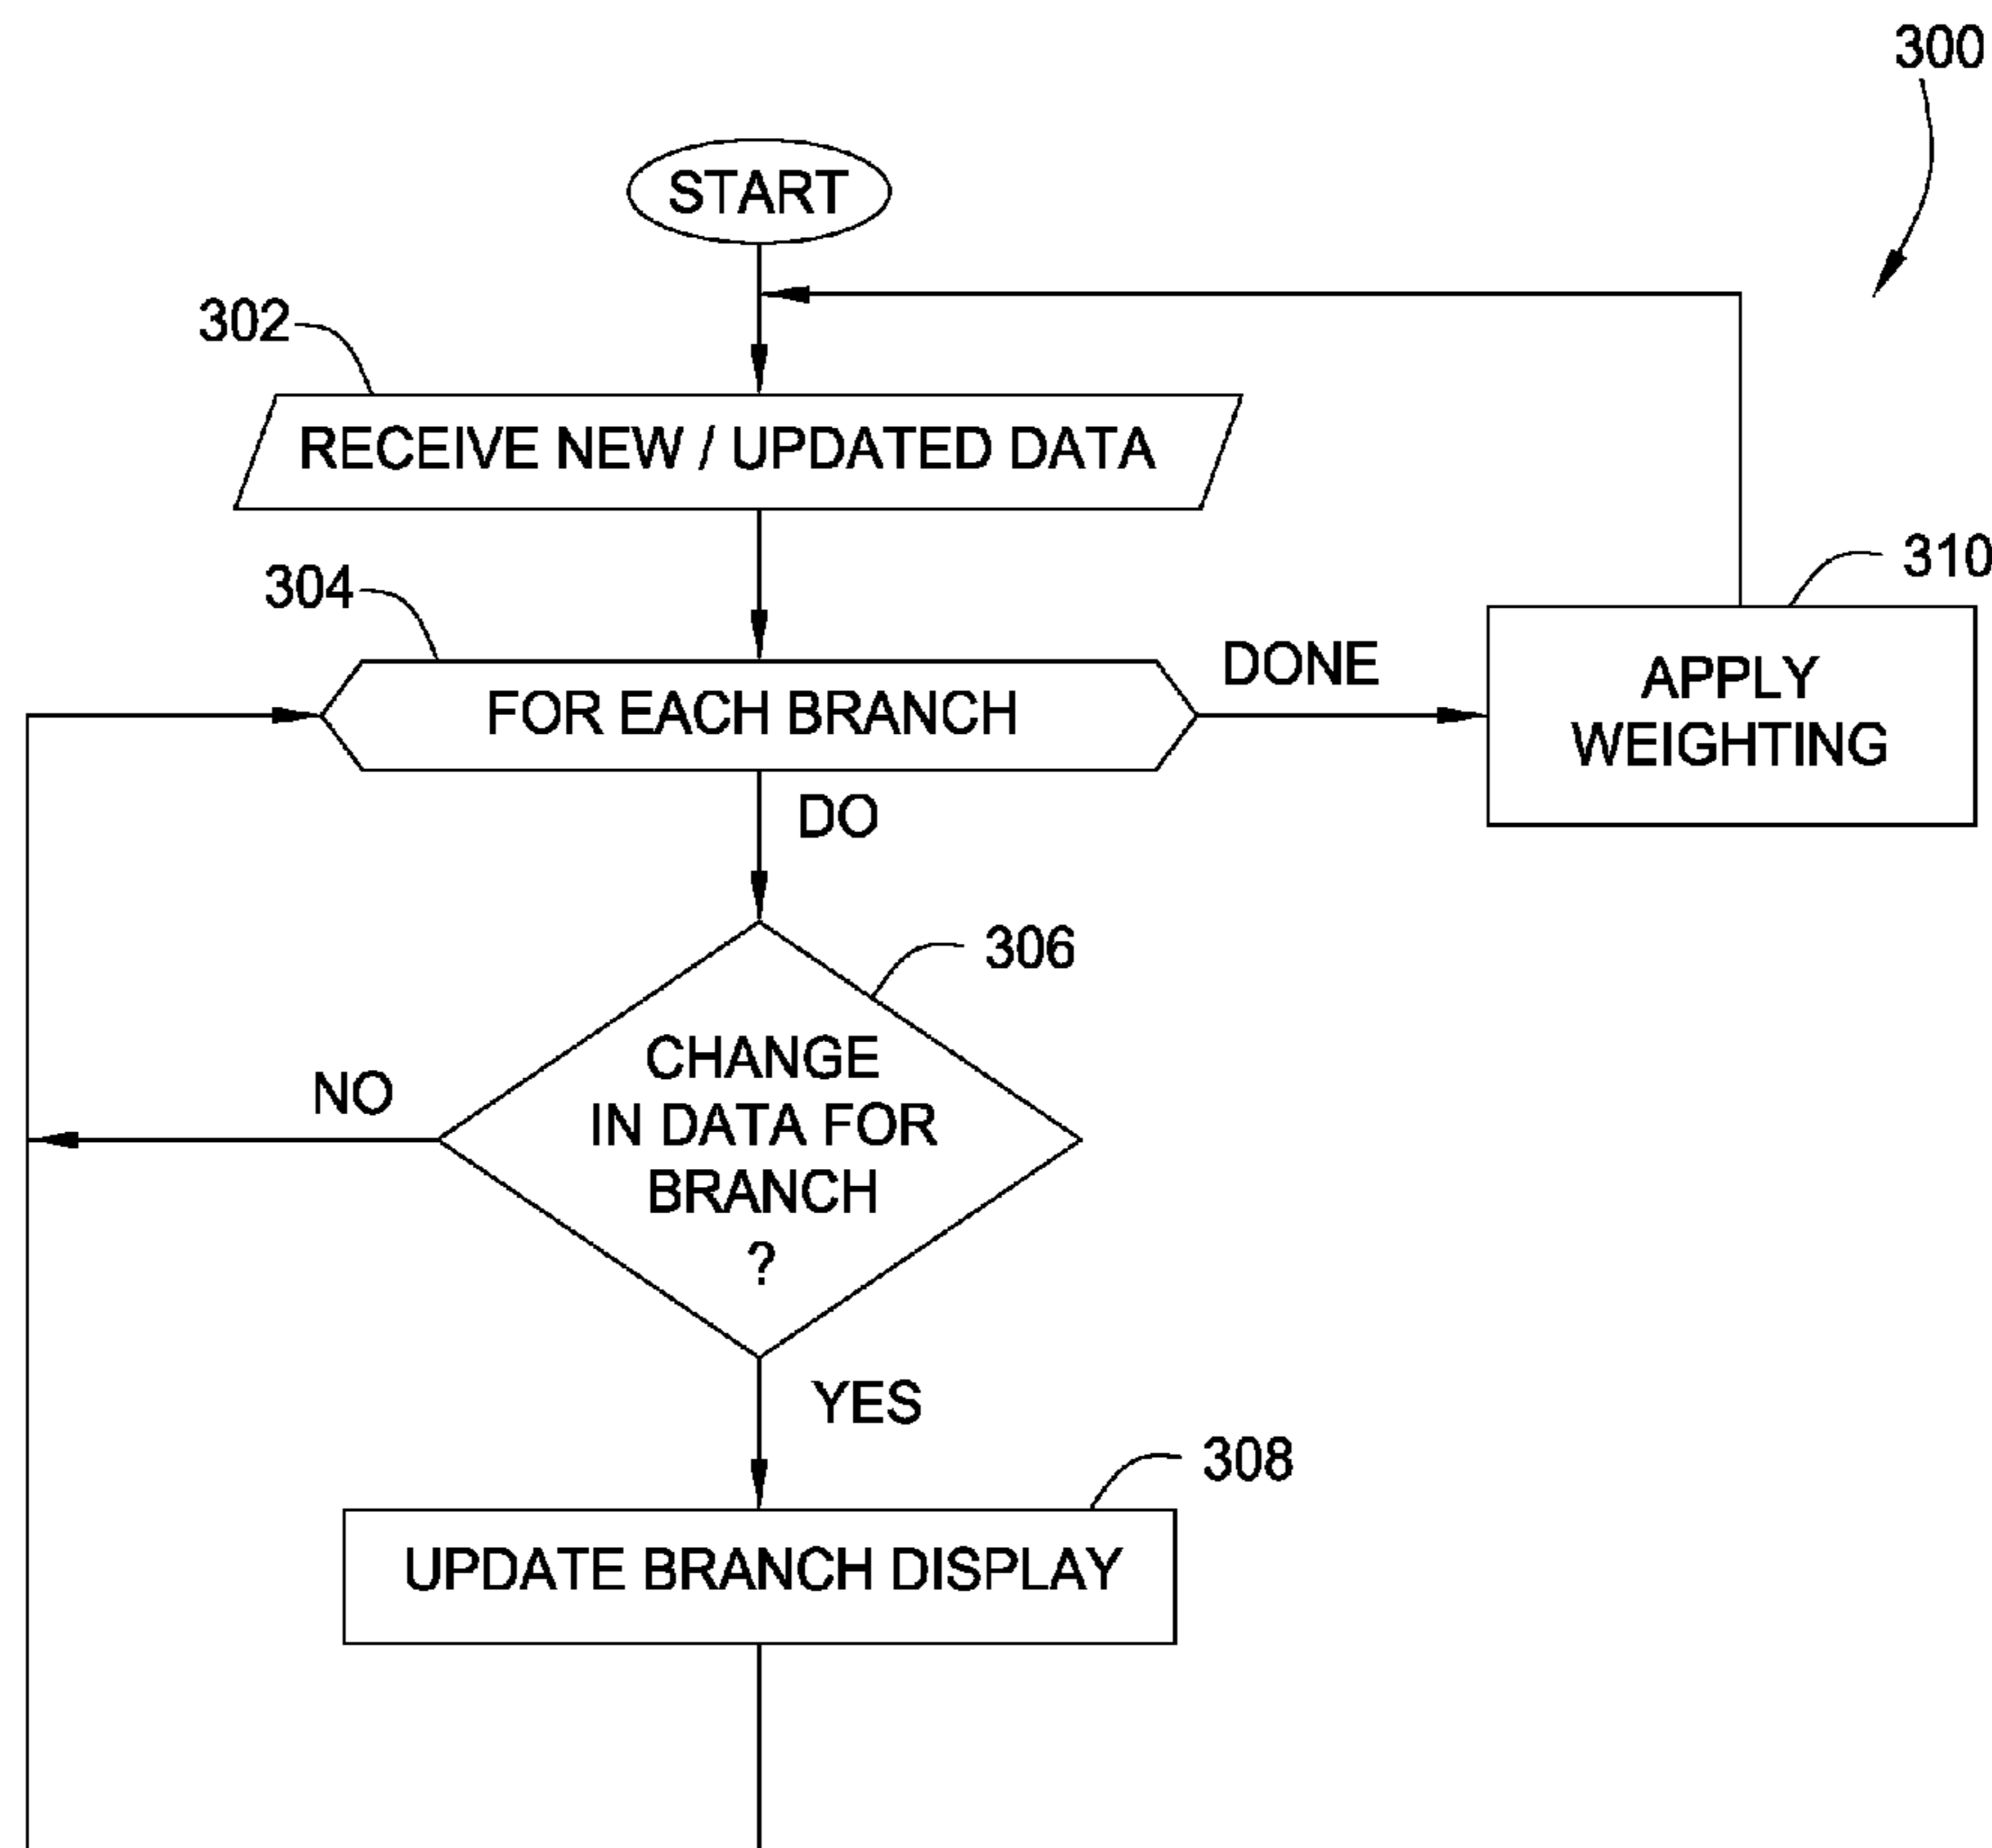 300
START
302
RECEIVE NEW / UPDATED DATA
304
FOR EACH BRANCH
DONE
310
APPLY
WEIGHTING
DO
306
CHANGE
IN DATA FOR
BRANCH
?
NO
YES
308
UPDATE BRANCH DISPLAY